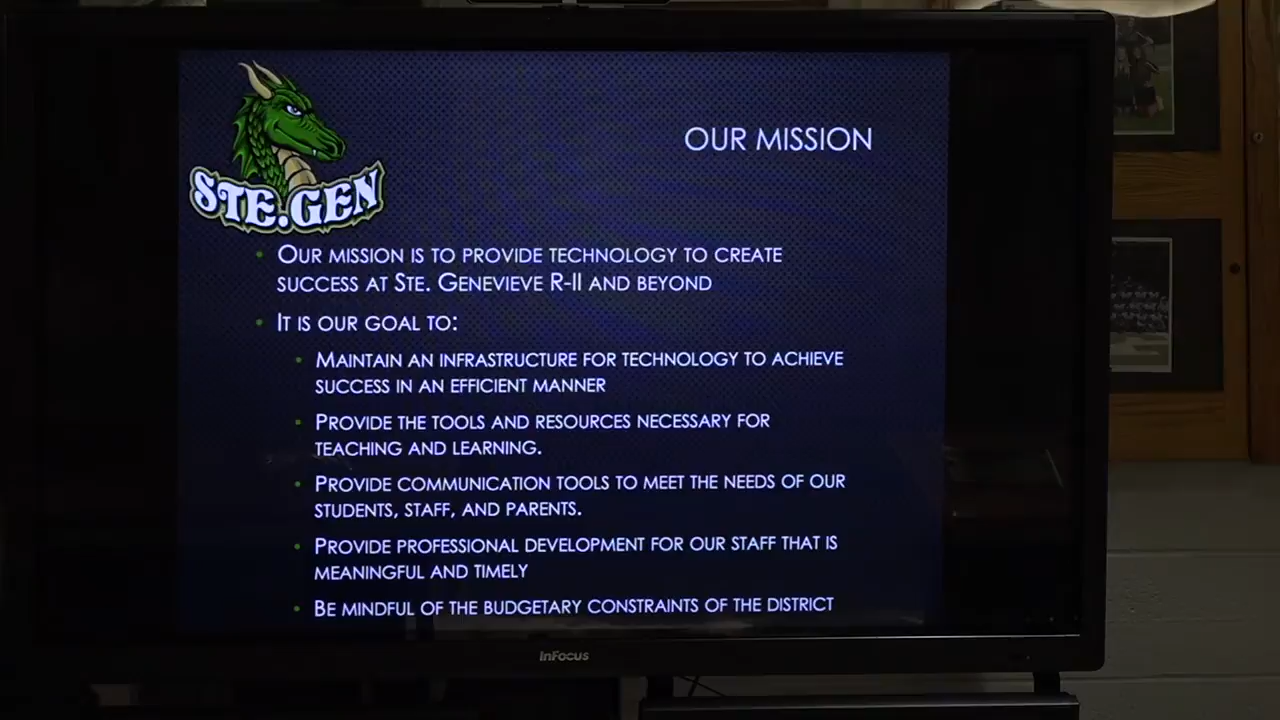 STE.GEN
OUR MISSION
OUR MISSION IS TO PROVIDE TECHNOLOGY TO CREATE
SUCCESS AT STE. GENEVIEVE R-II AND BEYOND
IT IS OUR GOAL TO:
MAINTAIN AN INFRASTRUCTURE FOR TECHNOLOGY TO ACHIEVE
SUCCESS IN AN EFFICIENT MANNER
PROVIDE THE TOOLS AND RESOURCES NECESSARY FOR
TEACHING AND LEARNING.
PROVIDE COMMUNICATION TOOLS TO MEET THE NEEDS OF OUR
STUDENTS, STAFF, AND PARENTS.
PROVIDE PROFESSIONAL DEVELOPMENT FOR OUR STAFF THAT IS
MEANINGFUL AND TIMELY
BE MINDFUL OF THE BUDGETARY CONSTRAINTS OF THE DISTRICT
InFocus